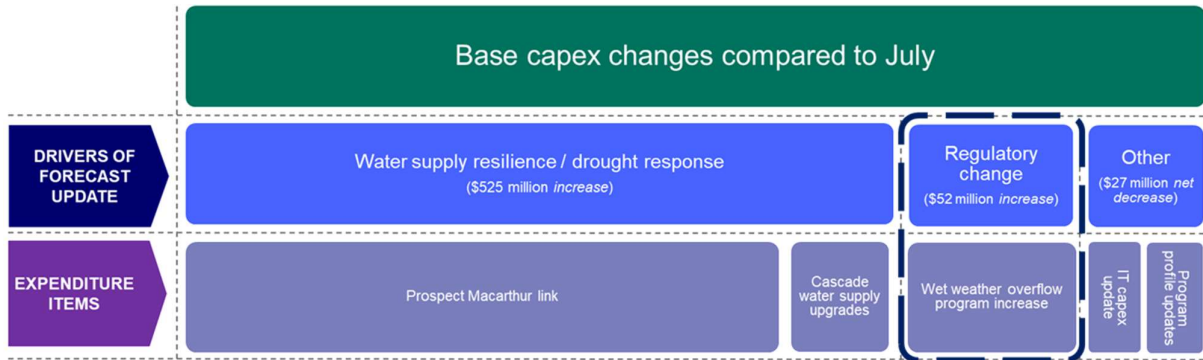 Base capex changes compared to July
DRIVERS OF
FORECAST
UPDATE
Water supply resilience / drought response
($525 million increase)
Regulatory
change
($52 million increase)
Other
($27 million net
decrease)
EXPENDITURE
ITEMS
Prospect Macarthur link
Cascade
water supply
upgrades
Wet weather overflow
program increase
IT capex
update
Program
profile updates